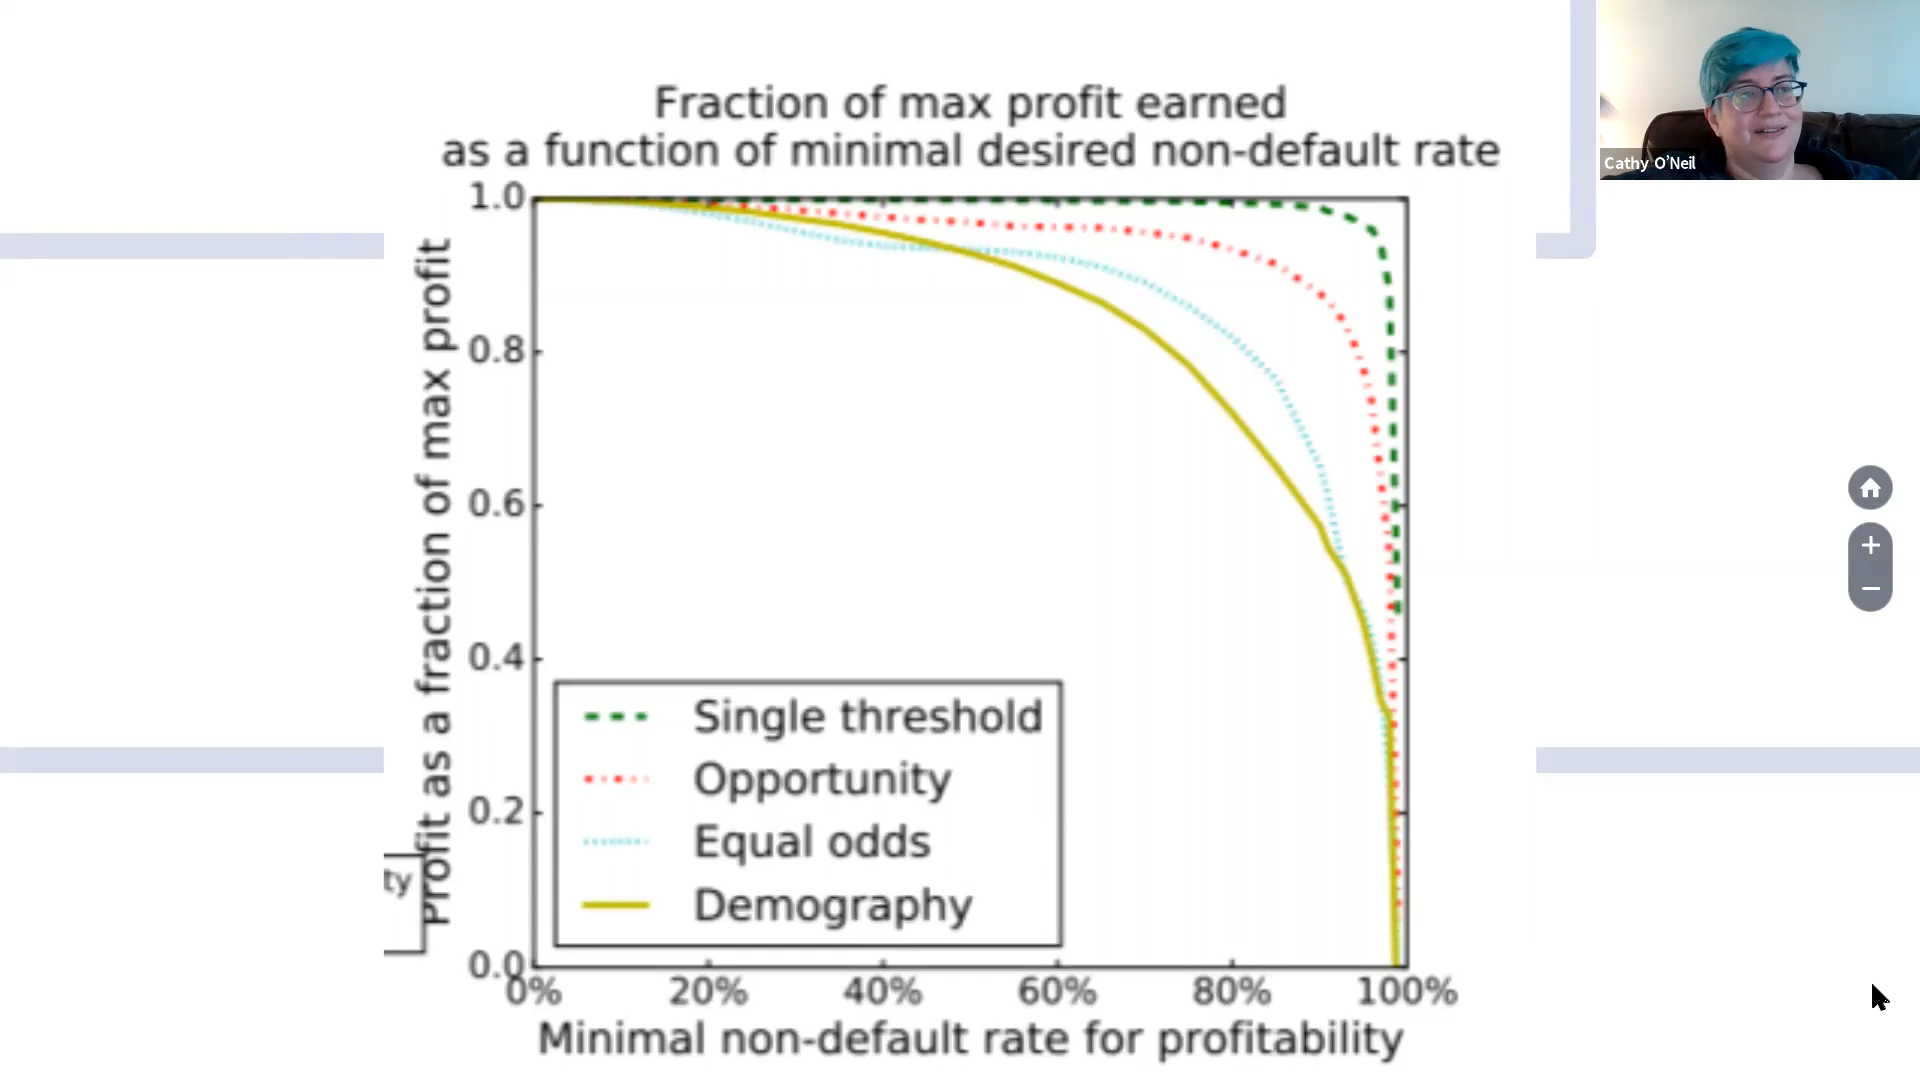 Fraction of max profit earned
as a function of minimal desired non-default rate
Cathy O'Neil
Profit as a fraction of max profit
1.0
0.8
0.6
0.4
0.2
0.0
Single threshold
Opportunity
Equal odds
Demography
0% 20% 40% 60% 80% 100%
Minimal non-default rate for profitability